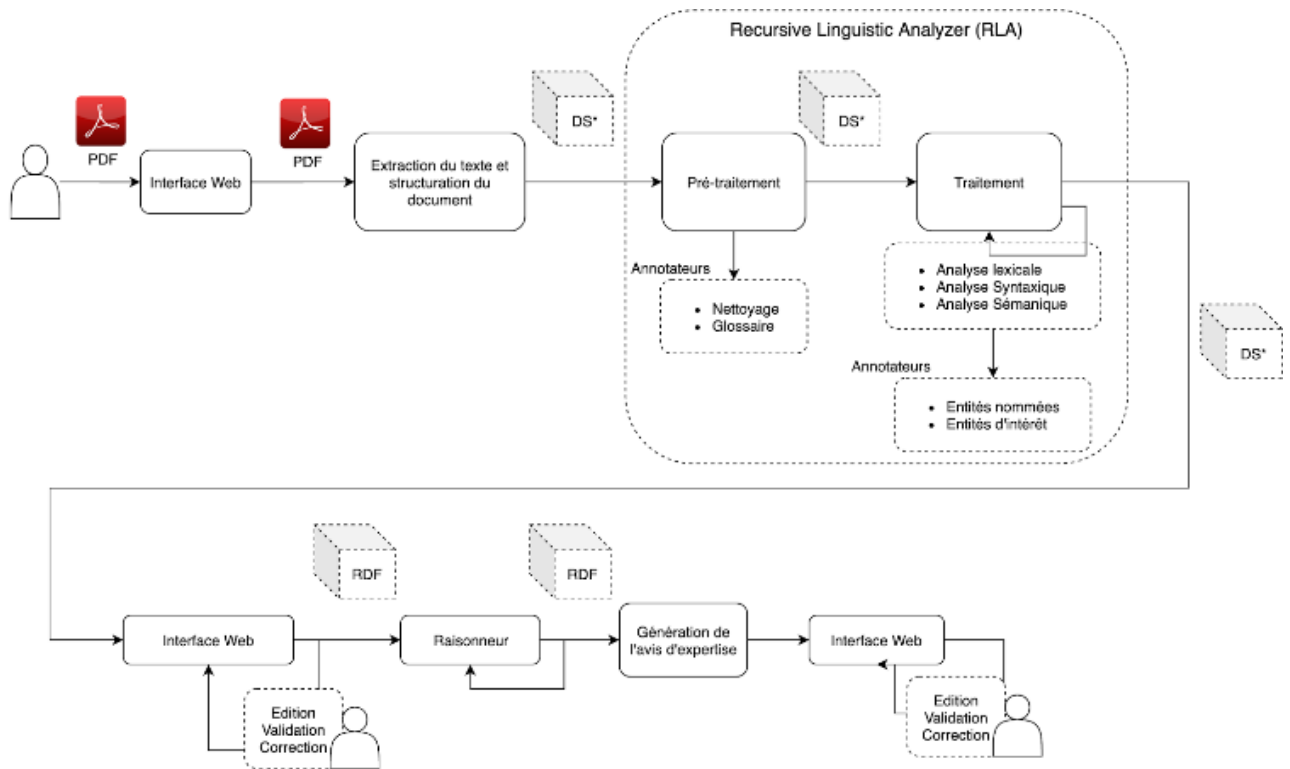 Recursive Linguistic Analyzer (RLA)
PDF
Interface Web
PDF
Extraction du texte et
structuration du
document
DS*
Pré-traitement
DS*
Traitement
Annotateurs
• Nettoyage
• Glossaire
• Analyse lexicale
• Analyse Syntaxique
• Analyse Sémanique
Annotateurs
• Entités nommées
• Entités d'intérêt
DS*
Interface Web
RDF
Raisonneur
RDF
Génération de
l'avis d'expertise
Interface Web
Edition
Validation
Correction
Edition
Validation
Correction